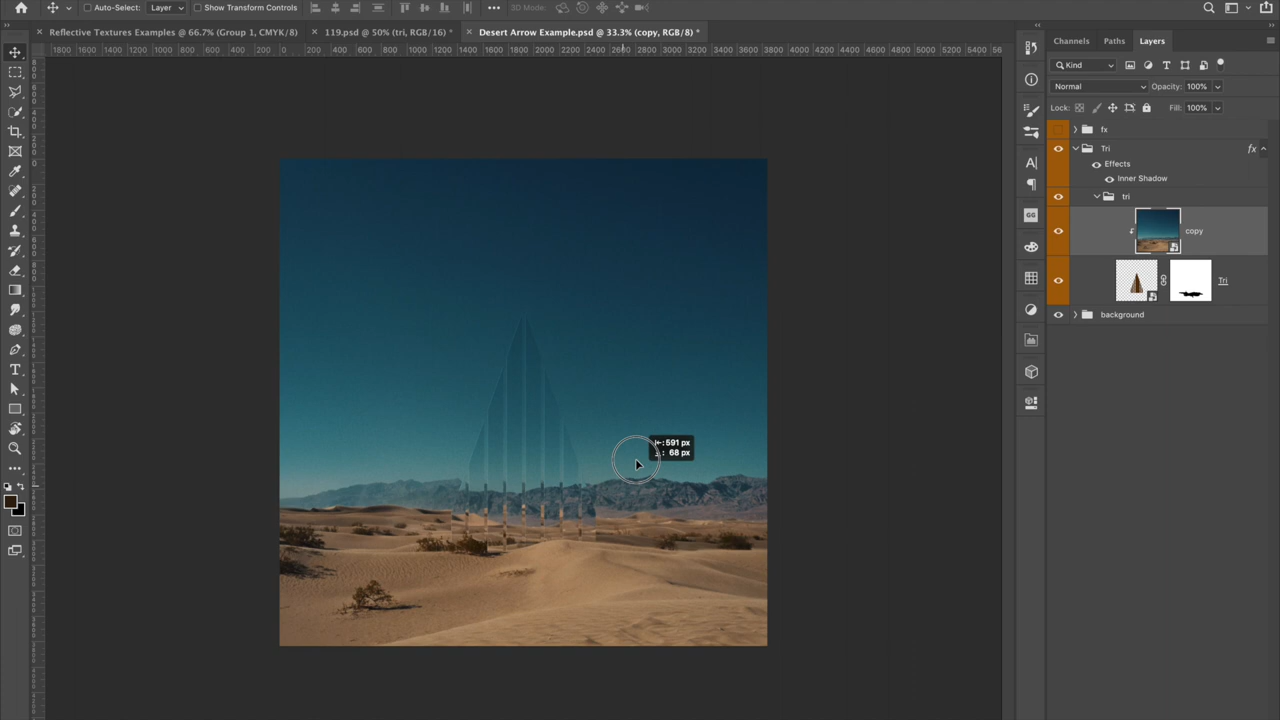 Auto-Select: Layer Show Transform Controls 3D Mode:
Reflective Textures Examples @ 66.7% (Group 1, CMYK/8)
119.psd @ 50% (tri, RGB/16) *
Desert Arrow Example.psd @ 33.3% (copy, RGB/8) *
1800 1600 1400 1200 1000 800 600 400 200 0 200 400 600 800 1000 1200 1400 1600 1800 2000 2200 2400 2600 2800 3000 3200 3400 3600 3800 4000 4200 4400 4600 4800 5000 5200 5400
Channels Paths Layers
Kind
Normal Opacity: 100%
Lock: Fill: 100%
fx
Tri fx
Effects
Inner Shadow
tri
copy
Tri
background
GG
591 px
68 px